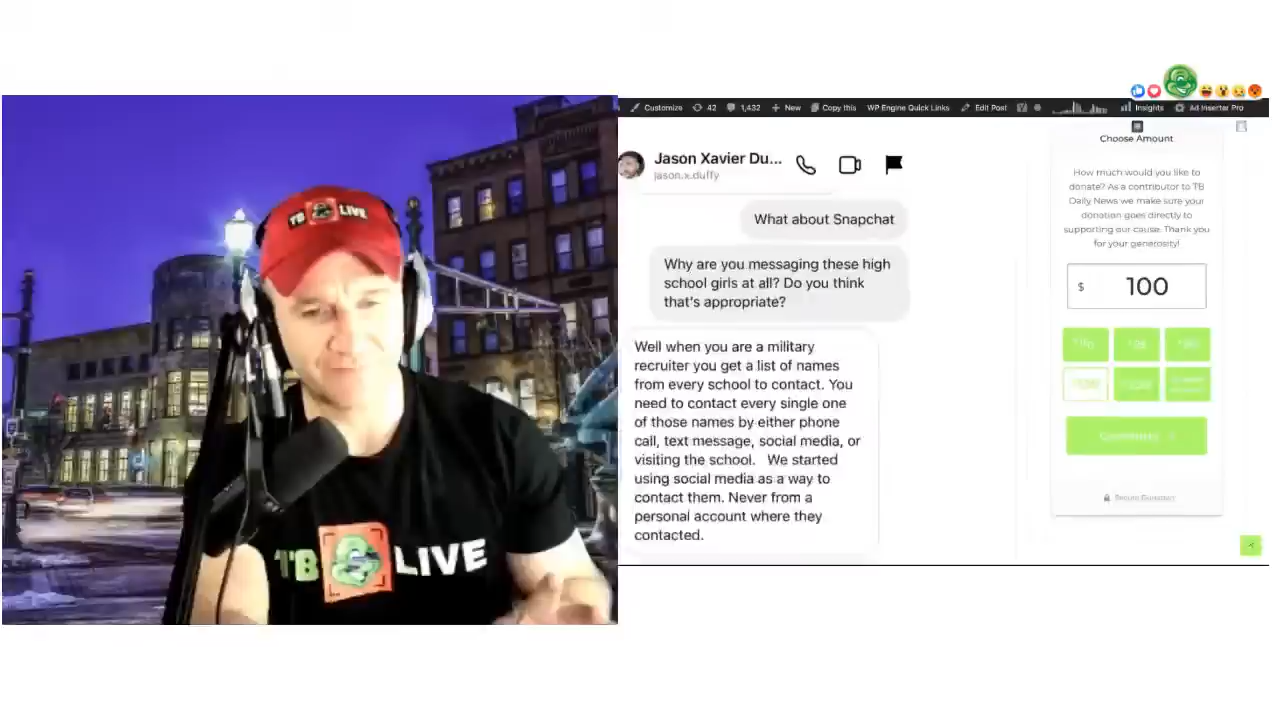 TB LIVE
TB LIVE
Customize 42 1,432 New Copy this WP Engine Quick Links Edit Post Insights Ad Inserter Pro
Jason Xavier Du...
jason.x.duffy
What about Snapchat
Why are you messaging these high
school girls at all? Do you think
that's appropriate?
Well when you are a military
recruiter you get a list of names
from every school to contact. You
need to contact every single one
of those names by either phone
call, text message, social media, or
visiting the school. We started
using social media as a way to
contact them. Never from a
personal account where they
contacted.
Choose Amount
How much would you like to
donate? As a contributor to TB
Daily News we make sure your
donation goes directly to
supporting our cause. Thank you
for your generosity!
$ 100
Secure Donation